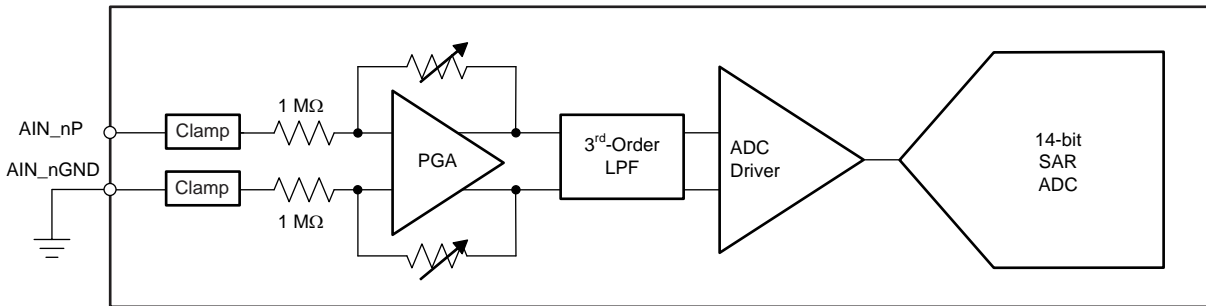 AIN_nP
Clamp
1 MΩ
AIN_nGND
Clamp
1 MΩ
PGA
3rd-Order
LPF
ADC
Driver
14-bit
SAR
ADC